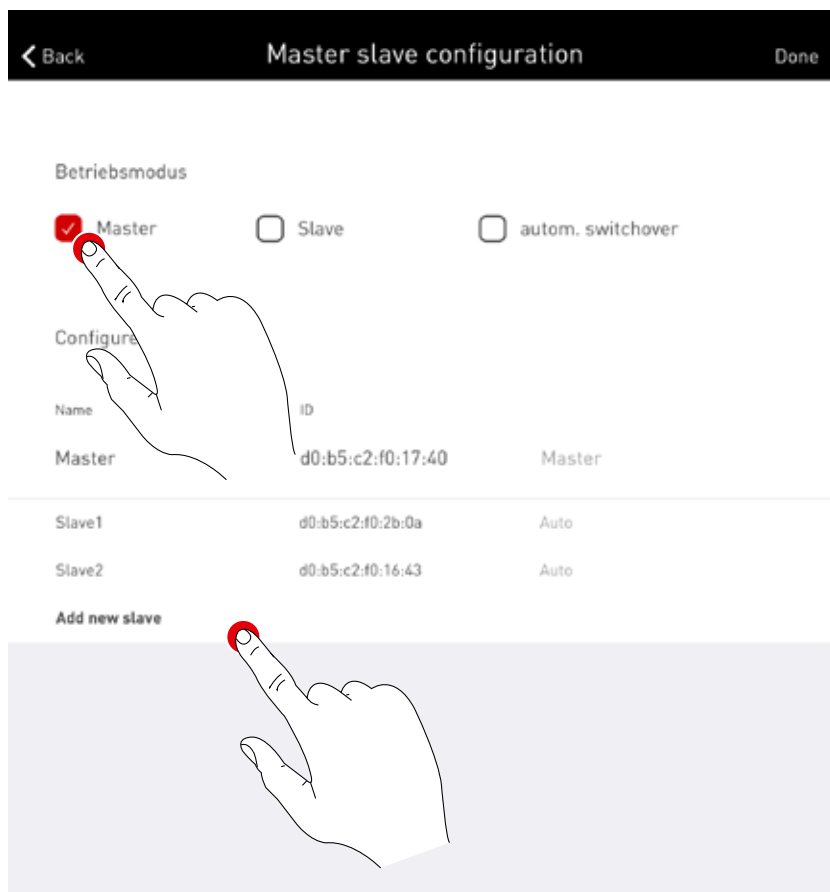 Back Master slave configuration Done
Betriebsmodus
Master Slave autom. switchover
Configure
Name ID
Master d0:b5:c2:f0:17:40 Master
Slave1 d0:b5:c2:f0:2b:0a Auto
Slave2 d0:b5:c2:f0:16:43 Auto
Add new slave